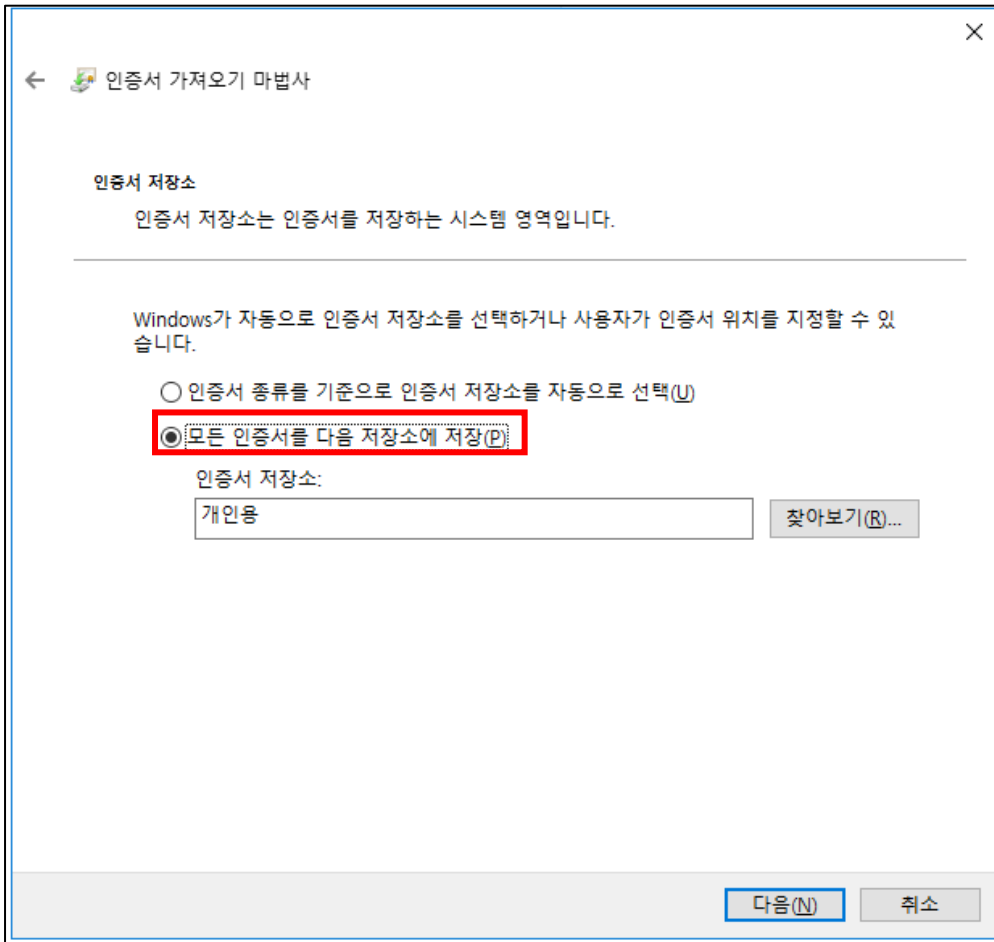 인증서 가져오기 마법사
인증서 저장소
인증서 저장소는 인증서를 저장하는 시스템 영역입니다.
Windows가 자동으로 인증서 저장소를 선택하거나 사용자가 인증서 위치를 지정할 수 있
습니다.
인증서 종류를 기준으로 인증서 저장소를 자동으로 선택(U)
모든 인증서를 다음 저장소에 저장(P)
인증서 저장소:
개인용
찾아보기(R)...
다음(N)
취소